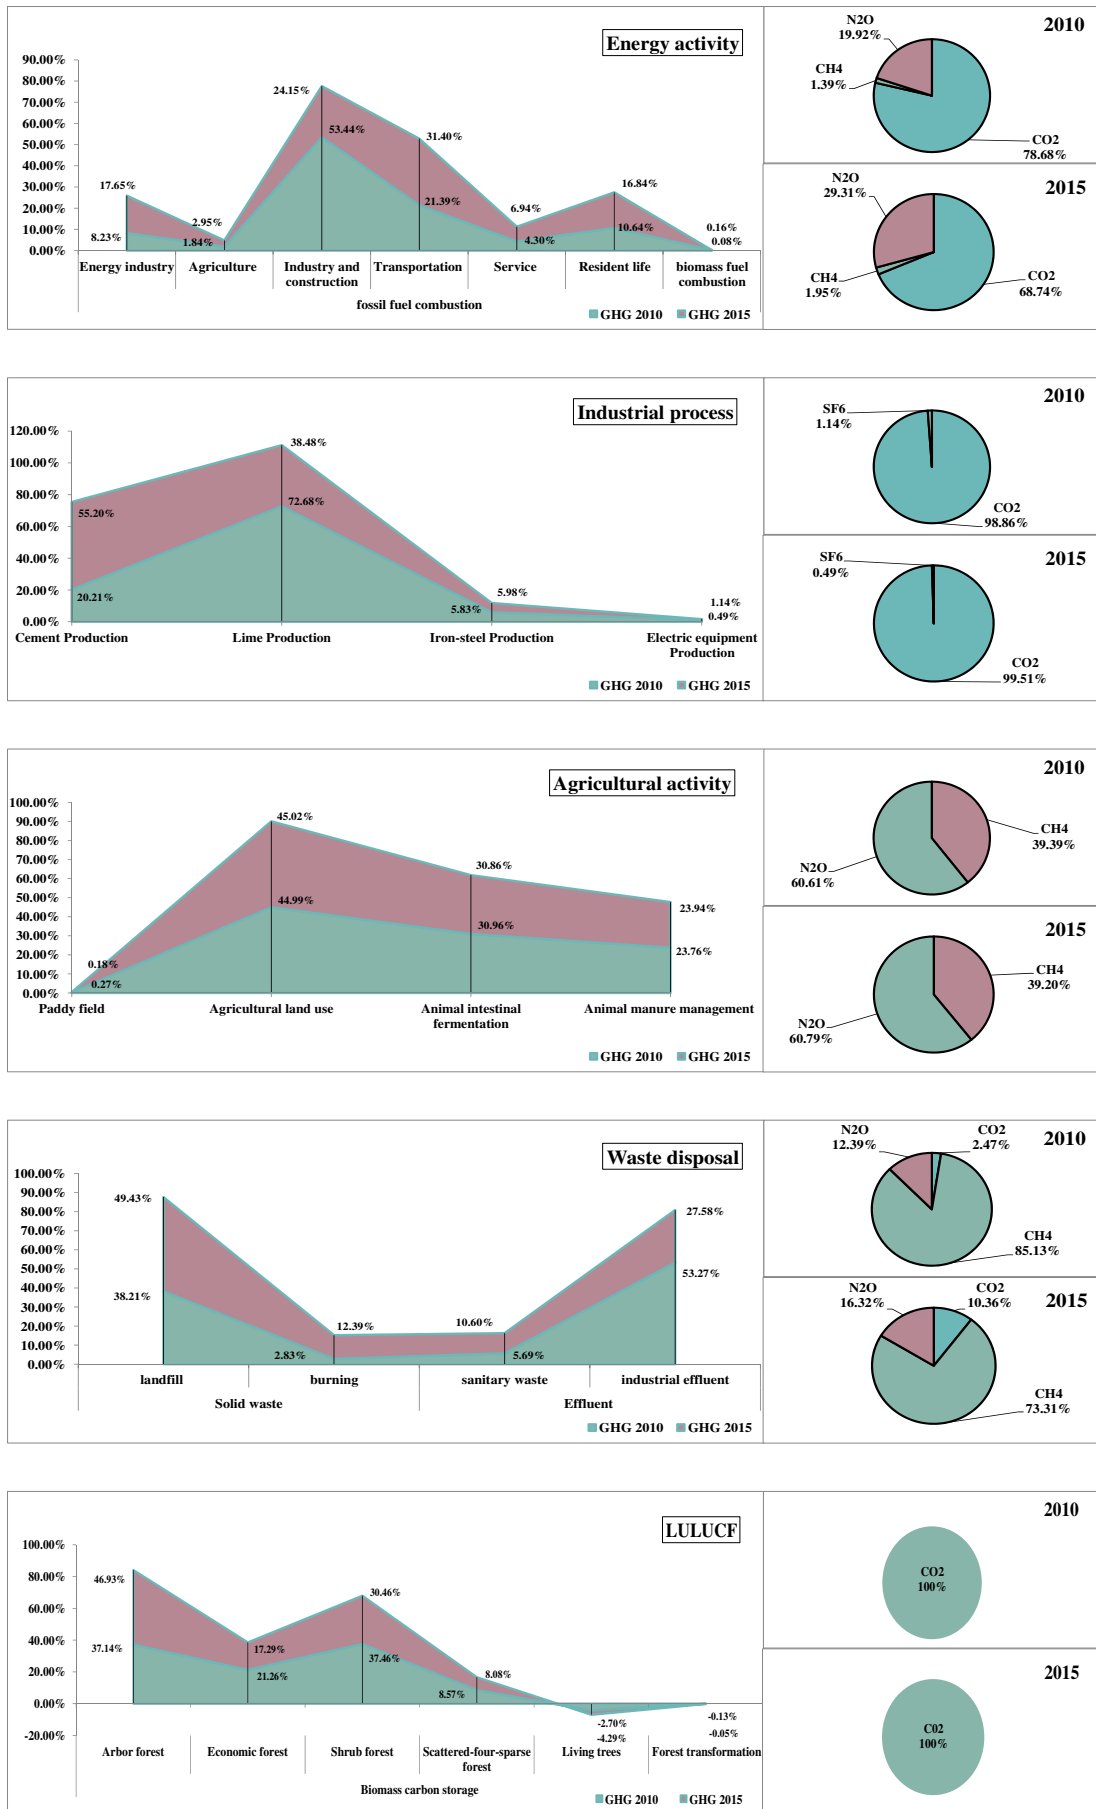 Energy activity
90.00%
80.00%
70.00%
60.00%
50.00%
40.00%
30.00%
20.00%
10.00%
0.00%
17.65%
8.23%
2.95%
1.84%
24.15%
53.44%
31.40%
21.39%
6.94%
4.30%
16.84%
10.64%
0.16%
0.08%
Energy industry
Agriculture
Industry and
construction
Transportation
Service
Resident life
biomass fuel
combustion
fossil fuel combustion
GHG 2010
GHG 2015
2010
N2O
19.92%
CH4
1.39%
CO2
78.68%
2015
N2O
29.31%
CH4
1.95%
CO2
68.74%
Industrial process
120.00%
100.00%
80.00%
60.00%
40.00%
20.00%
0.00%
55.20%
20.21%
38.48%
72.68%
5.98%
5.83%
1.14%
0.49%
Cement Production
Lime Production
Iron-steel Production
Electric equipment
Production
GHG 2010
GHG 2015
2010
SF6
1.14%
CO2
98.86%
2015
SF6
0.49%
CO2
99.51%
Agricultural activity
100.00%
90.00%
80.00%
70.00%
60.00%
50.00%
40.00%
30.00%
20.00%
10.00%
0.00%
0.18%
0.27%
45.02%
44.99%
30.86%
30.96%
23.94%
23.76%
Paddy field
Agricultural land use
Animal intestinal
fermentation
Animal manure management
GHG 2010
GHG 2015
2010
CH4
39.39%
N2O
60.61%
2015
CH4
39.20%
N2O
60.79%
Waste disposal
100.00%
90.00%
80.00%
70.00%
60.00%
50.00%
40.00%
30.00%
20.00%
10.00%
0.00%
49.43%
38.21%
12.39%
2.83%
10.60%
5.69%
27.58%
53.27%
landfill
burning
sanitary waste
industrial effluent
Solid waste
Effluent
GHG 2010
GHG 2015
2010
N2O
12.39%
CO2
2.47%
CH4
85.13%
2015
N2O
16.32%
CO2
10.36%
CH4
73.31%
LULUCF
100.00%
80.00%
60.00%
40.00%
20.00%
0.00%
-20.00%
46.93%
37.14%
17.29%
21.26%
30.46%
37.46%
8.08%
8.57%
-2.70%
-4.29%
-0.13%
-0.05%
Arbor forest
Economic forest
Shrub forest
Scattered-four-sparse
forest
Living trees
Forest transformation
Biomass carbon storage
GHG 2010
GHG 2015
2010
CO2
100%
2015
C02
100%